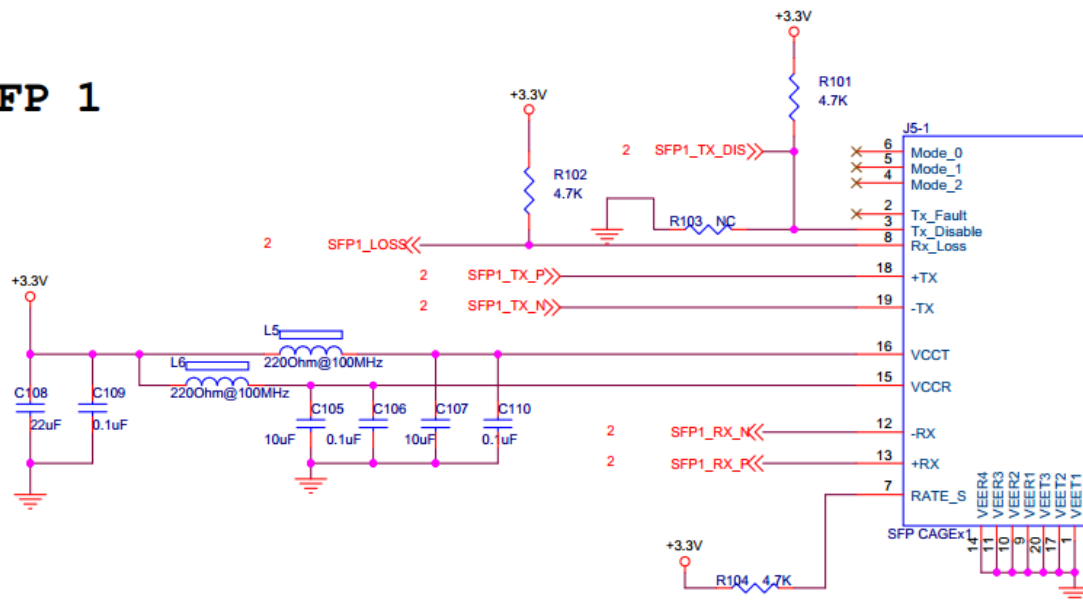 +3.3V
FP 1
R101
4.7K
+3.3V
J5-1
2 SFP1_TX_DIS
6 Mode_0
5 Mode_1
4 Mode_2
R102
4.7K
2 Tx_Fault
R103 NC
3 Tx_Disable
2 SFP1_LOSS
8 Rx_Loss
2 SFP1_TX_P
18 +TX
+3.3V
2 SFP1_TX_N
19 -TX
L5
220Ohm@100MHz
16 VCCT
L6
220Ohm@100MHz
15 VCCR
C108
22uF
C109
0.1uF
C105
10uF
C106
0.1uF
C107
10uF
C110
0.1uF
2 SFP1_RX_N
12 -RX
2 SFP1_RX_P
13 +RX
7 RATE_S
VEER4
VEER3
VEER2
VEER1
VEET3
VEET2
VEET1
SFP CAGEx1
14
11
10
9
20
17
1
+3.3V
R104 4.7K